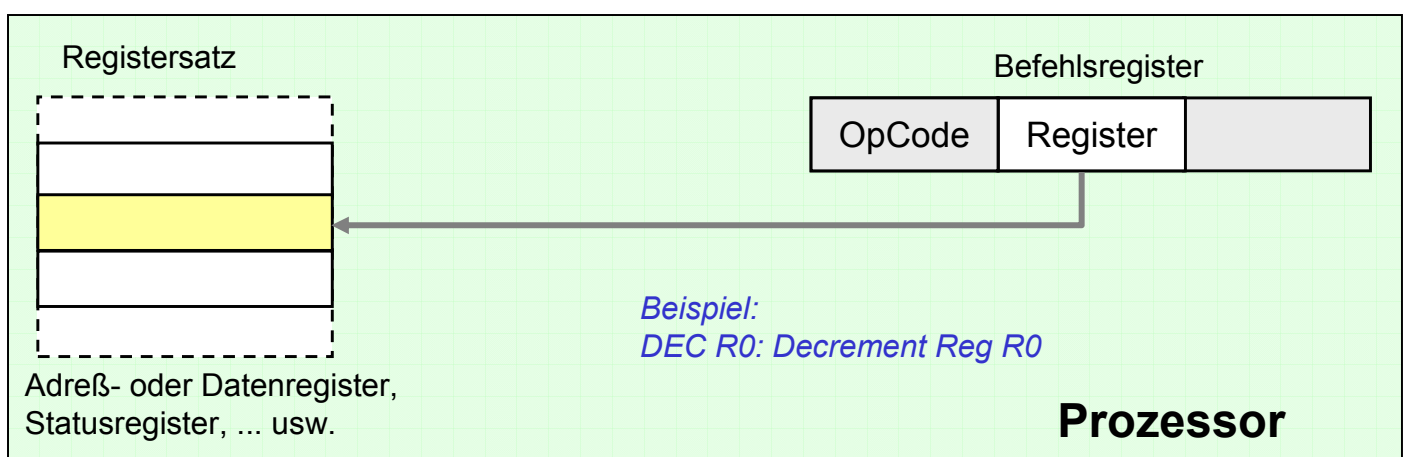 Registersatz
Befehlsregister
OpCode
Register
Beispiel:
DEC R0: Decrement Reg R0
Adreß- oder Datenregister,
Statusregister, ... usw.
Prozessor